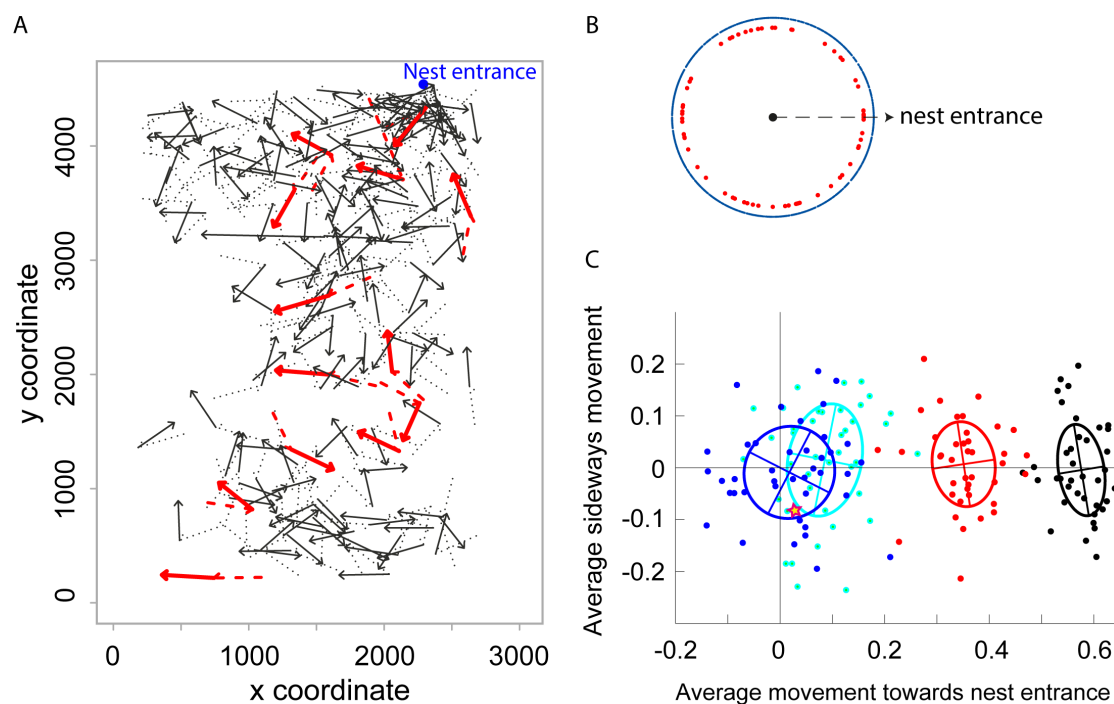 A
Nest entrance
4000
3000
2000
1000
0
y coordinate
0
1000
2000
3000
x coordinate
B
nest entrance
C
0.2
0.1
0
-0.1
-0.2
Average sideways movement
-0.2
0
0.2
0.4
0.6
Average movement towards nest entrance